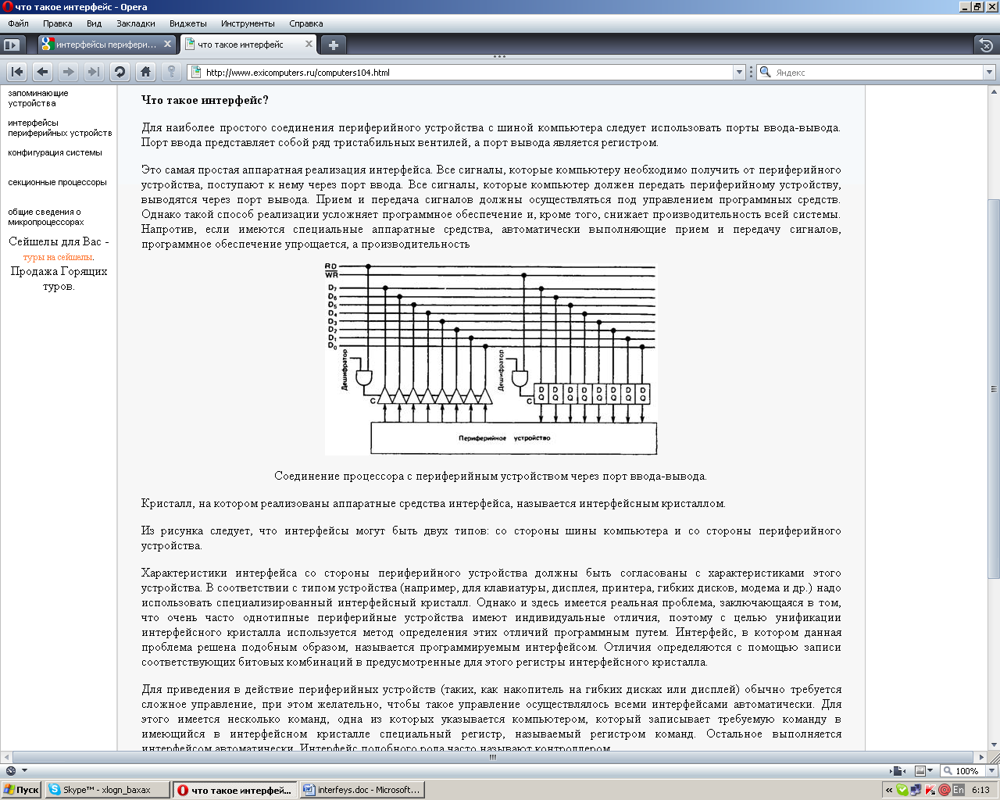 что такое интерфейс - Opera
Файл Правка Вид Закладки Виджеты Инструменты Справка
интерфейсы перифери... что такое интерфейс
http://www.exicomputers.ru/computers104.html Яндекс
запоминающие
устройства
интерфейсы
периферийных устройств
конфигурация системы
секционные процессоры
общие сведения о
микропроцессорах
Сейшелы для Вас -
туры на сейшелы.
Продажа Горящих
туров.
Что такое интерфейс?
Для наиболее простого соединения периферийного устройства с шиной компьютера следует использовать порты ввода-вывода.
Порт ввода представляет собой ряд тристабильных вентилей, а порт вывода является регистром.
Это самая простая аппаратная реализация интерфейса. Все сигналы, которые компьютеру необходимо получить от периферийного
устройства, поступают к нему через порт ввода. Все сигналы, которые компьютер должен передать периферийному устройству,
выводятся через порт вывода. Прием и передача сигналов должны осуществляться под управлением программных средств.
Однако такой способ реализации усложняет программное обеспечение и, кроме того, снижает производительность всей системы.
Напротив, если имеются специальные аппаратные средства, автоматически выполняющие прием и передачу сигналов,
программное обеспечение упрощается, а производительность
RD
WR
D7
D6
D5
D4
D3
D2
D1
D0
Дешифратор Дешифратор
C C D D D D D D D D
Q Q Q Q Q Q Q Q
Периферийное устройство
Соединение процессора с периферийным устройством через порт ввода-вывода.
Кристалл, на котором реализованы аппаратные средства интерфейса, называется интерфейсным кристаллом.
Из рисунка следует, что интерфейсы могут быть двух типов: со стороны шины компьютера и со стороны периферийного
устройства.
Характеристики интерфейса со стороны периферийного устройства должны быть согласованы с характеристиками этого
устройства. В соответствии с типом устройства (например, для клавиатуры, дисплея, принтера, гибких дисков, модема и др.) надо
использовать специализированный интерфейсный кристалл. Однако и здесь имеется реальная проблема, заключающаяся в том,
что очень часто однотипные периферийные устройства имеют индивидуальные отличия, поэтому с целью унификации
интерфейсного кристалла используется метод определения этих отличий программным путем. Интерфейс, в котором данная
проблема решена подобным образом, называется программируемым интерфейсом. Отличия определяются с помощью записи
соответствующих битовых комбинаций в предусмотренные для этого регистры интерфейсного кристалла.
Для приведения в действие периферийных устройств (таких, как накопитель на гибких дисках или дисплей) обычно требуется
сложное управление, при этом желательно, чтобы такое управление осуществлялось всеми интерфейсами автоматически. Для
этого имеется несколько команд, одна из которых указывается компьютером, который записывает требуемую команду в
имеющийся в интерфейсном кристалле специальный регистр, называемый регистром команд. Остальное выполняется
интерфейсом автоматически. Интерфейс подобного рода часто называют контроллером.
100%
Пуск Skype™ - xlogn_baxax что такое интерфей... interfeys.doc - Microsoft... « En 6:13